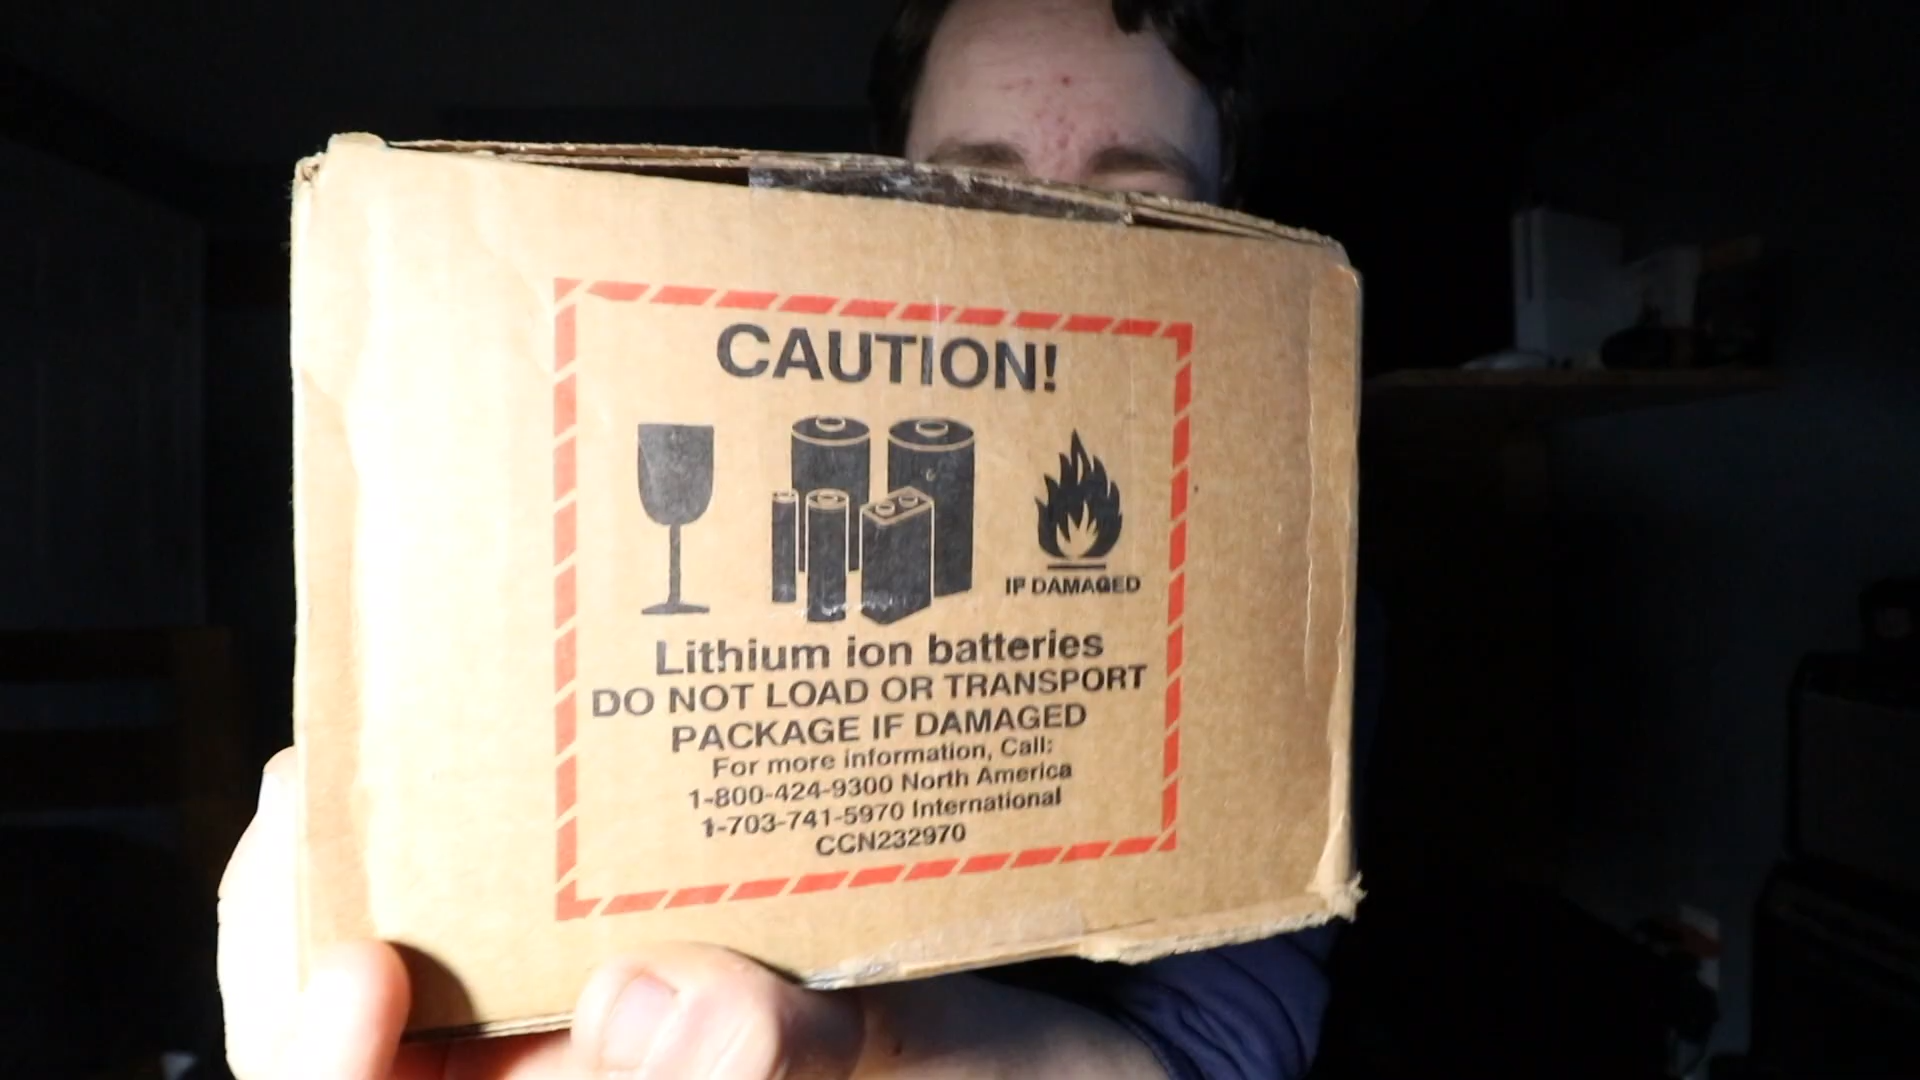 CAUTION!
IF DAMAGED
Lithium ion batteries
DO NOT LOAD OR TRANSPORT
PACKAGE IF DAMAGED
For more information, Call:
1-800-424-9300 North America
1-703-741-5970 International
CCN232970